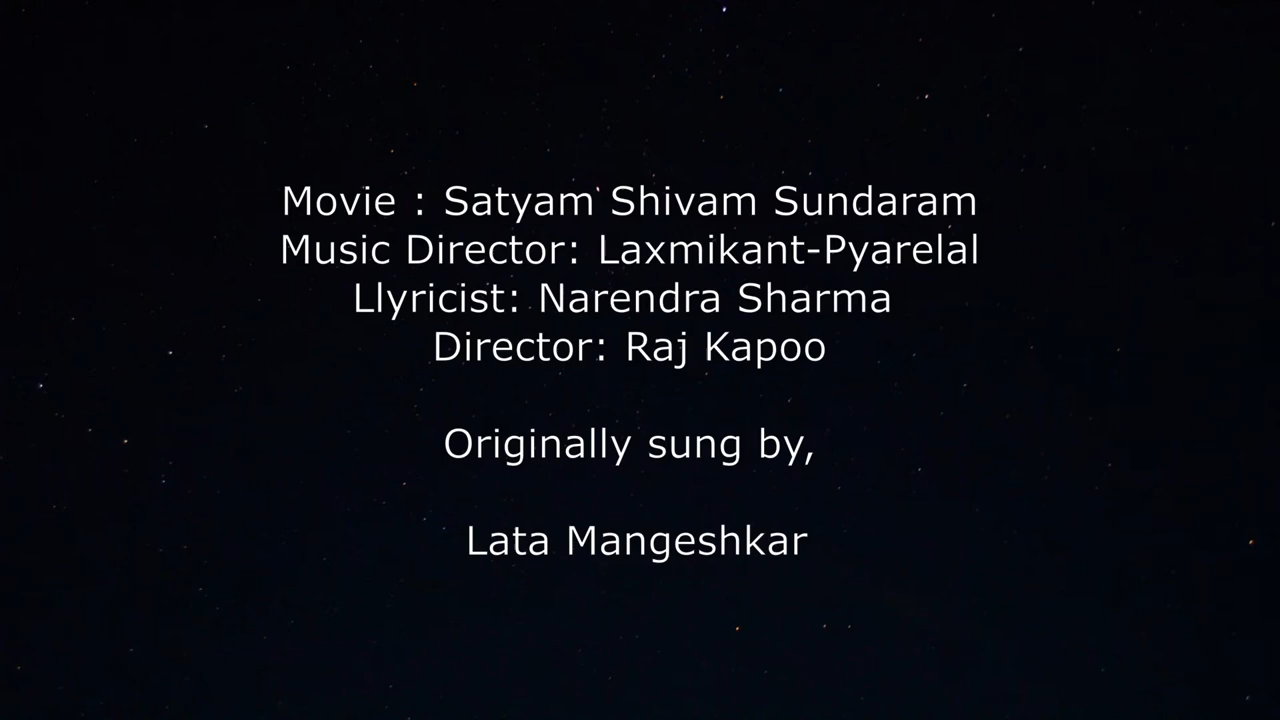 Movie : Satyam Shivam Sundaram
Music Director: Laxmikant-Pyarelal
Llyricist: Narendra Sharma
Director: Raj Kapoo
Originally sung by,
Lata Mangeshkar